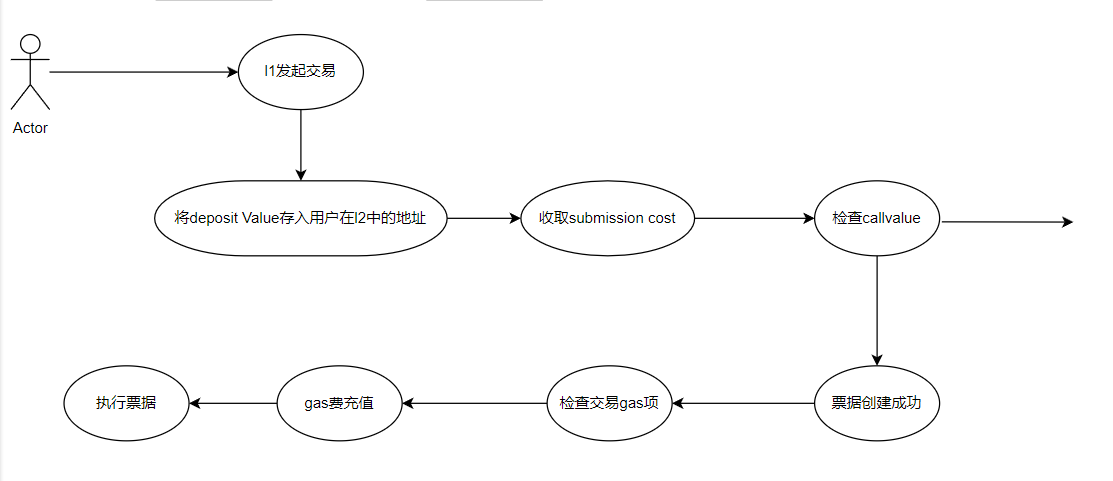 l1发起交易
Actor
将deposit Value存入用户在l2中的地址
收取submission cost
检查callvalue
执行票据
gas费充值
检查交易gas项
票据创建成功